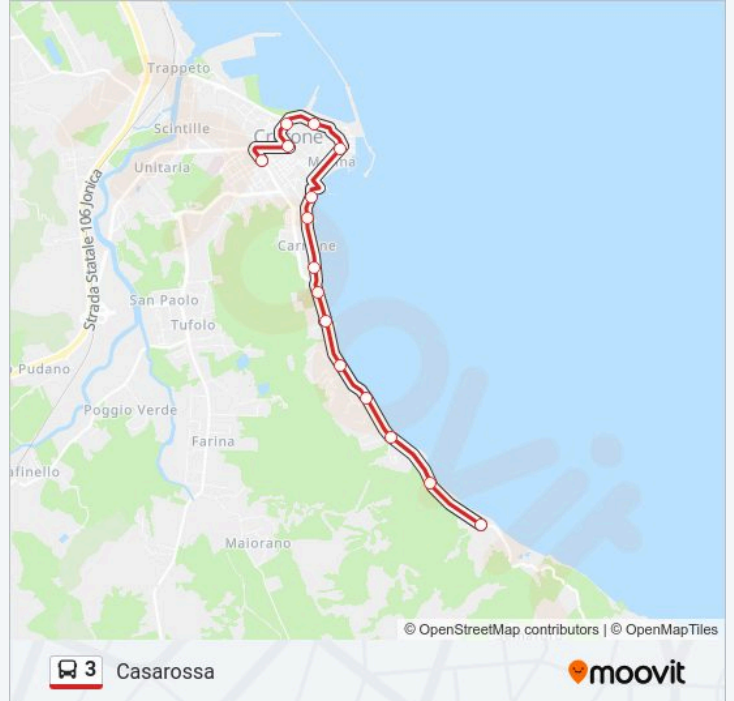 Trappeto
Scintille
Crotone
Unitaria
Marina
Strada Statale 106 Jonica
Carmine
San Paolo
Tufolo
Pudano
Poggio Verde
Farina
afinello
Maiorano
moovit
© OpenStreetMap contributors | © OpenMapTiles
3 Casarossa
moovit